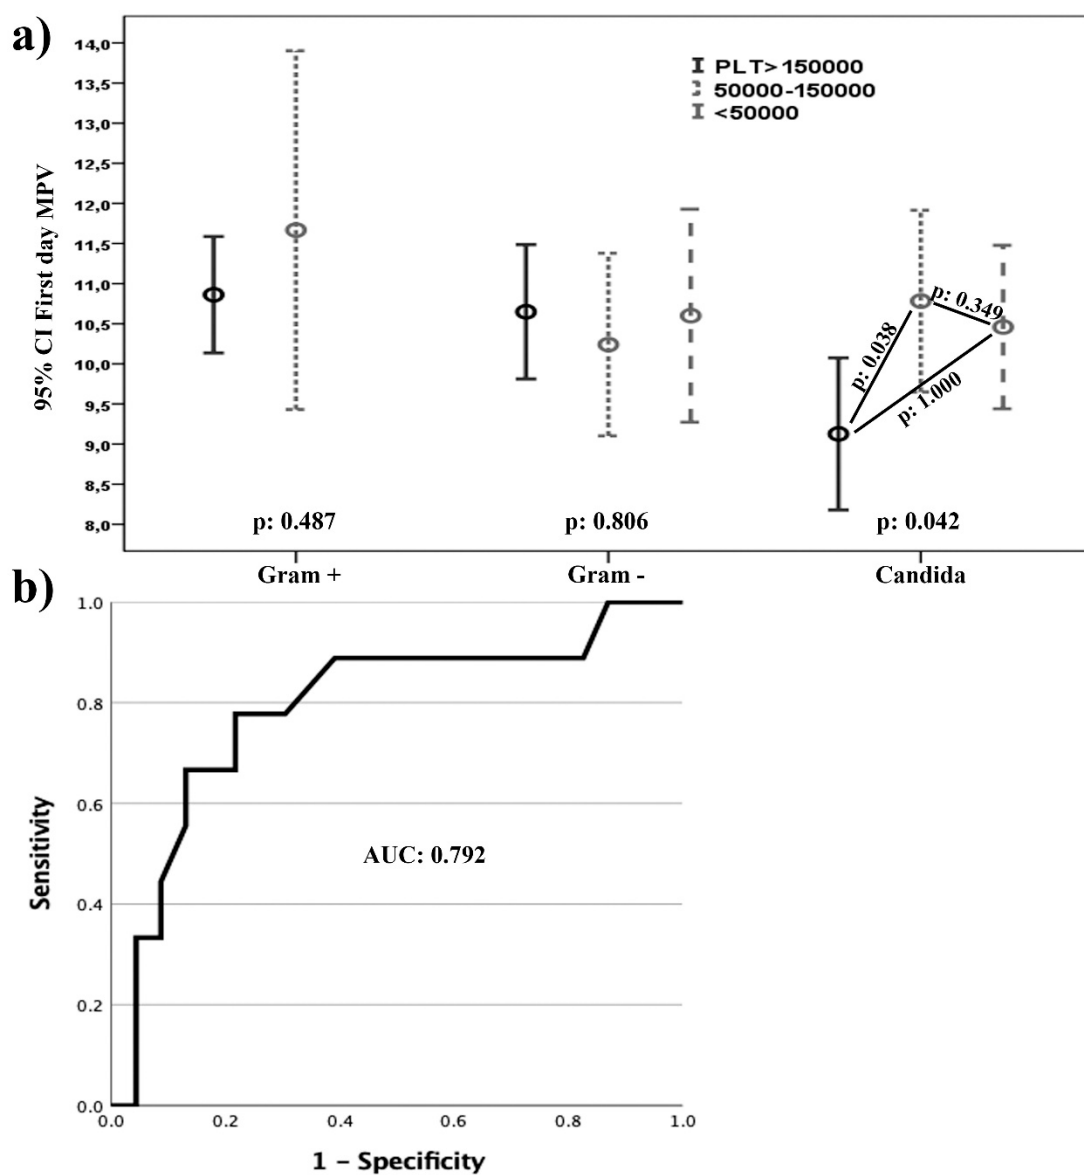 a)
95% CI First day MPV
14,0
13,5
13,0
12,5
12,0
11,5
11,0
10,5
10,0
9,5
9,0
8,5
8,0
PLT>150000
50000-150000
<50000
p: 0.349
p: 0.038
p: 1.000
p: 0.487
p: 0.806
p: 0.042
Gram +
Gram -
Candida
b)
Sensitivity
1.0
0.8
0.6
0.4
0.2
0.0
AUC: 0.792
0.0
0.2
0.4
0.6
0.8
1.0
1 – Specificity